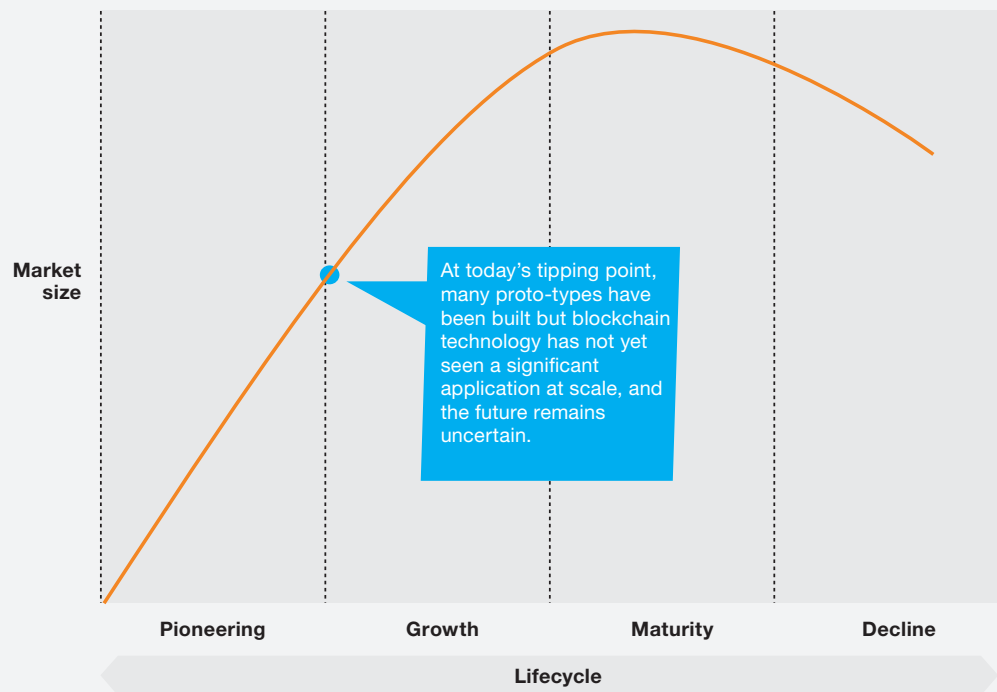 Market
size
At today’s tipping point,
many proto-types have
been built but blockchain
technology has not yet
seen a significant
application at scale, and
the future remains
uncertain.
Pioneering
Growth
Maturity
Decline
Lifecycle